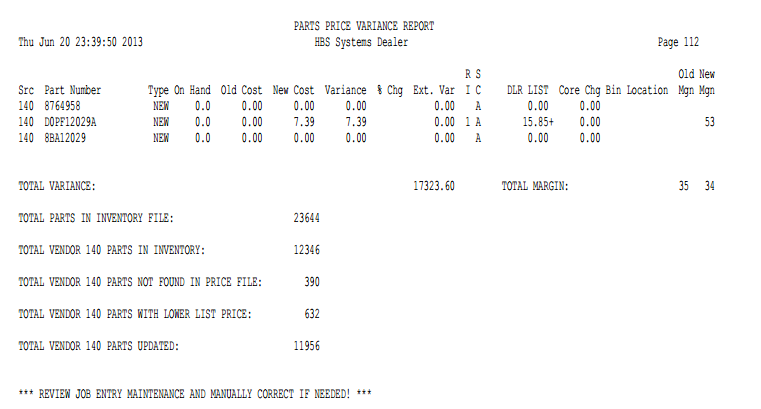 PARTS PRICE VARIANCE REPORT
Thu Jun 20 23:39:50 2013 HBS Systems Dealer Page 112
R S Old New
Src Part Number Type On Hand Old Cost New Cost Variance % Chg Ext. Var I C DLR LIST Core Chg Bin Location Mgn Mgn
140 8764958 NEW 0.0 0.00 0.00 0.00 0.00 A 0.00 0.00
140 D0PF12029A NEW 0.0 0.00 7.39 7.39 0.00 1 A 15.85+ 0.00 53
140 8BA12029 NEW 0.0 0.00 0.00 0.00 0.00 A 0.00 0.00
TOTAL VARIANCE: 17323.60 TOTAL MARGIN: 35 34
TOTAL PARTS IN INVENTORY FILE: 23644
TOTAL VENDOR 140 PARTS IN INVENTORY: 12346
TOTAL VENDOR 140 PARTS NOT FOUND IN PRICE FILE: 390
TOTAL VENDOR 140 PARTS WITH LOWER LIST PRICE: 632
TOTAL VENDOR 140 PARTS UPDATED: 11956
*** REVIEW JOB ENTRY MAINTENANCE AND MANUALLY CORRECT IF NEEDED! ***